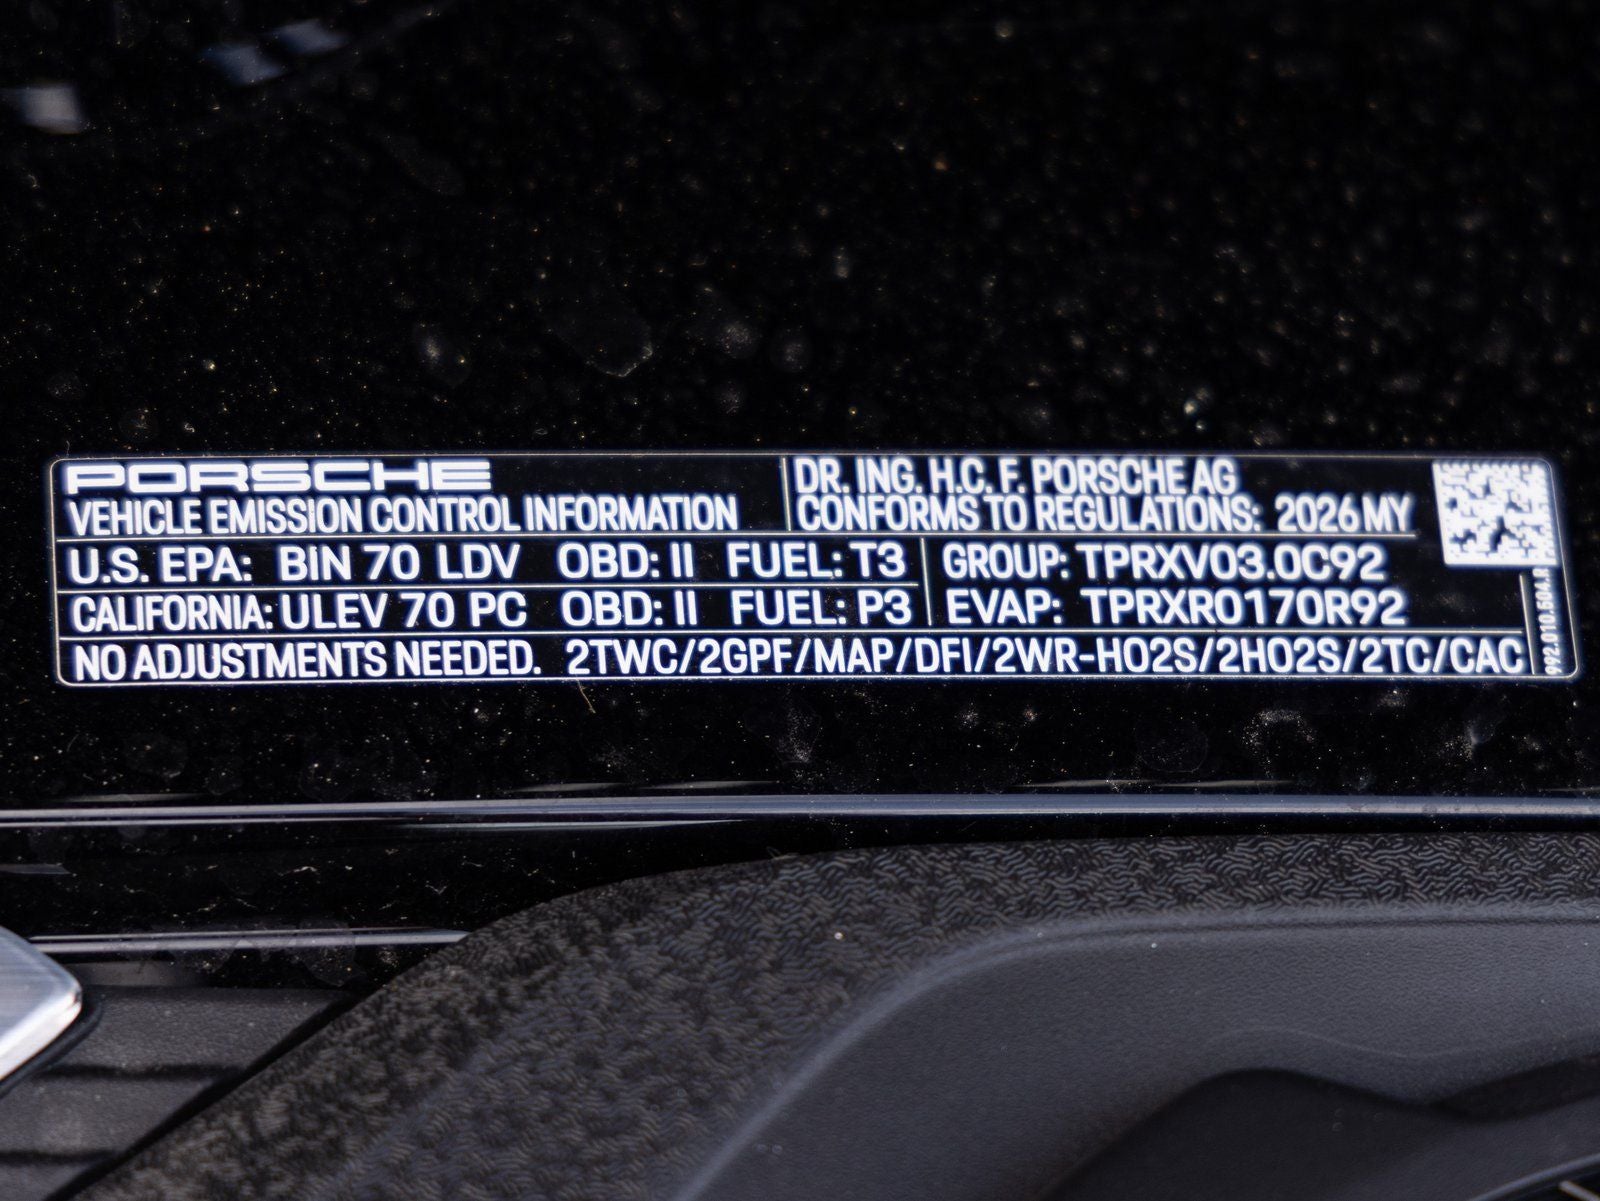 PORSCHE
VEHICLE EMISSION CONTROL INFORMATION
DR. ING. H.C. F. PORSCHE AG
CONFORMS TO REGULATIONS: 2026 MY
U.S. EPA: BIN 70 LDV OBD: II FUEL: T3
CALIFORNIA: ULEV 70 PC OBD: II FUEL: P3
GROUP: TPRXV03.0C92
EVAP: TPRXR0170R92
NO ADJUSTMENTS NEEDED. 2TWC/2GPF/MAP/DFI/2WR-HO2S/2HO2S/2TC/CAC